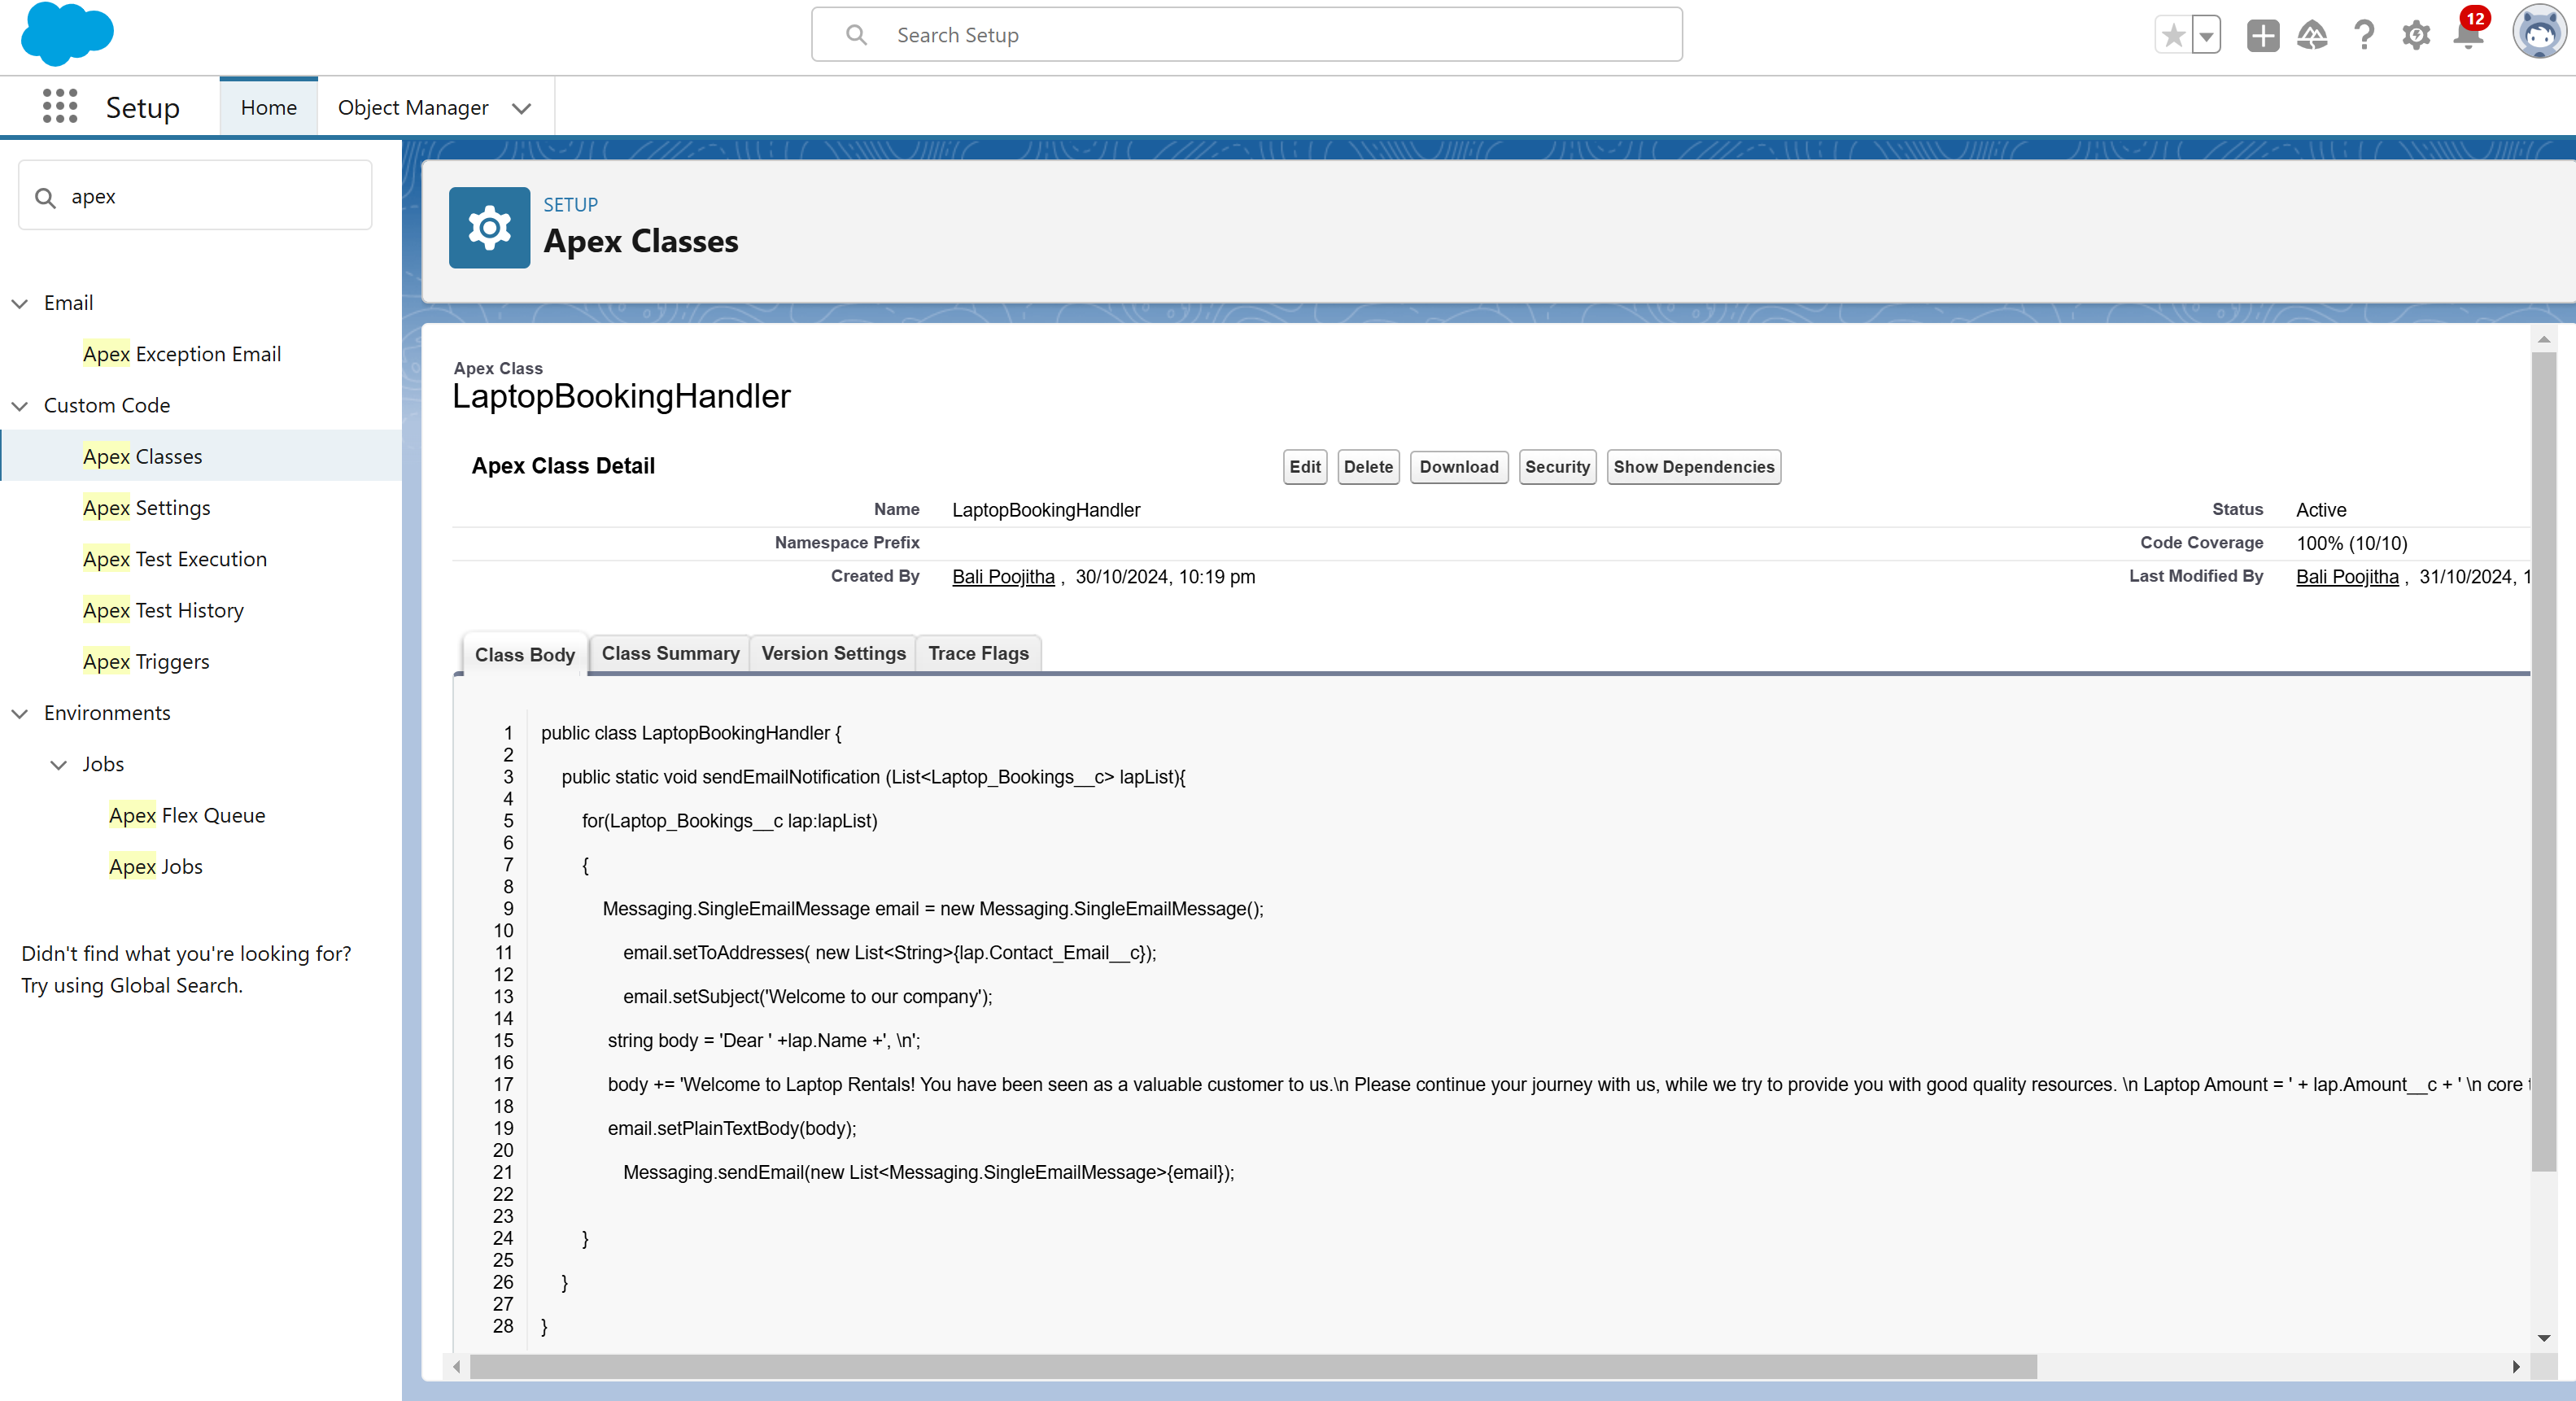 Search Setup
12
Setup
Home
Object Manager
apex
Email
Apex Exception Email
Custom Code
Apex Classes
Apex Settings
Apex Test Execution
Apex Test History
Apex Triggers
Environments
Jobs
Apex Flex Queue
Apex Jobs
Didn't find what you're looking for?
Try using Global Search.
SETUP
Apex Classes
Apex Class
LaptopBookingHandler
Apex Class Detail
Edit Delete Download Security Show Dependencies
Name LaptopBookingHandler Status Active
Namespace Prefix Code Coverage 100% (10/10)
Created By Bali Poojitha , 30/10/2024, 10:19 pm Last Modified By Bali Poojitha , 31/10/2024, 1
Class Body Class Summary Version Settings Trace Flags
1 public class LaptopBookingHandler {
2
3 public static void sendEmailNotification (List<Laptop_Bookings__c> lapList){
4
5 for(Laptop_Bookings__c lap:lapList)
6
7 {
8
9 Messaging.SingleEmailMessage email = new Messaging.SingleEmailMessage();
10
11 email.setToAddresses( new List<String>{lap.Contact_Email__c});
12
13 email.setSubject('Welcome to our company');
14
15 string body = 'Dear ' +lap.Name +', \n';
16
17 body += 'Welcome to Laptop Rentals! You have been seen as a valuable customer to us.\n Please continue your journey with us, while we try to provide you with good quality resources. \n Laptop Amount = ' + lap.Amount__c + ' \n core
18
19 email.setPlainTextBody(body);
20
21 Messaging.sendEmail(new List<Messaging.SingleEmailMessage>{email});
22
23
24 }
25
26 }
27
28 }